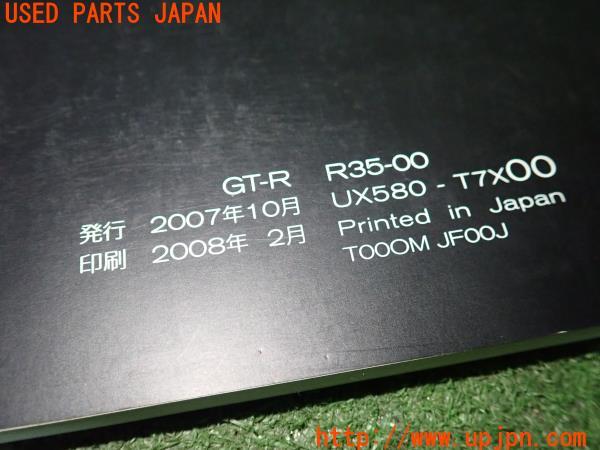 USED PARTS JAPAN
GT-R R35-00
発行 2007年10月 UX580 - T7X00
印刷 2008年 2月 Printed in Japan
T00OM JF00J
http://www.upjpn.com